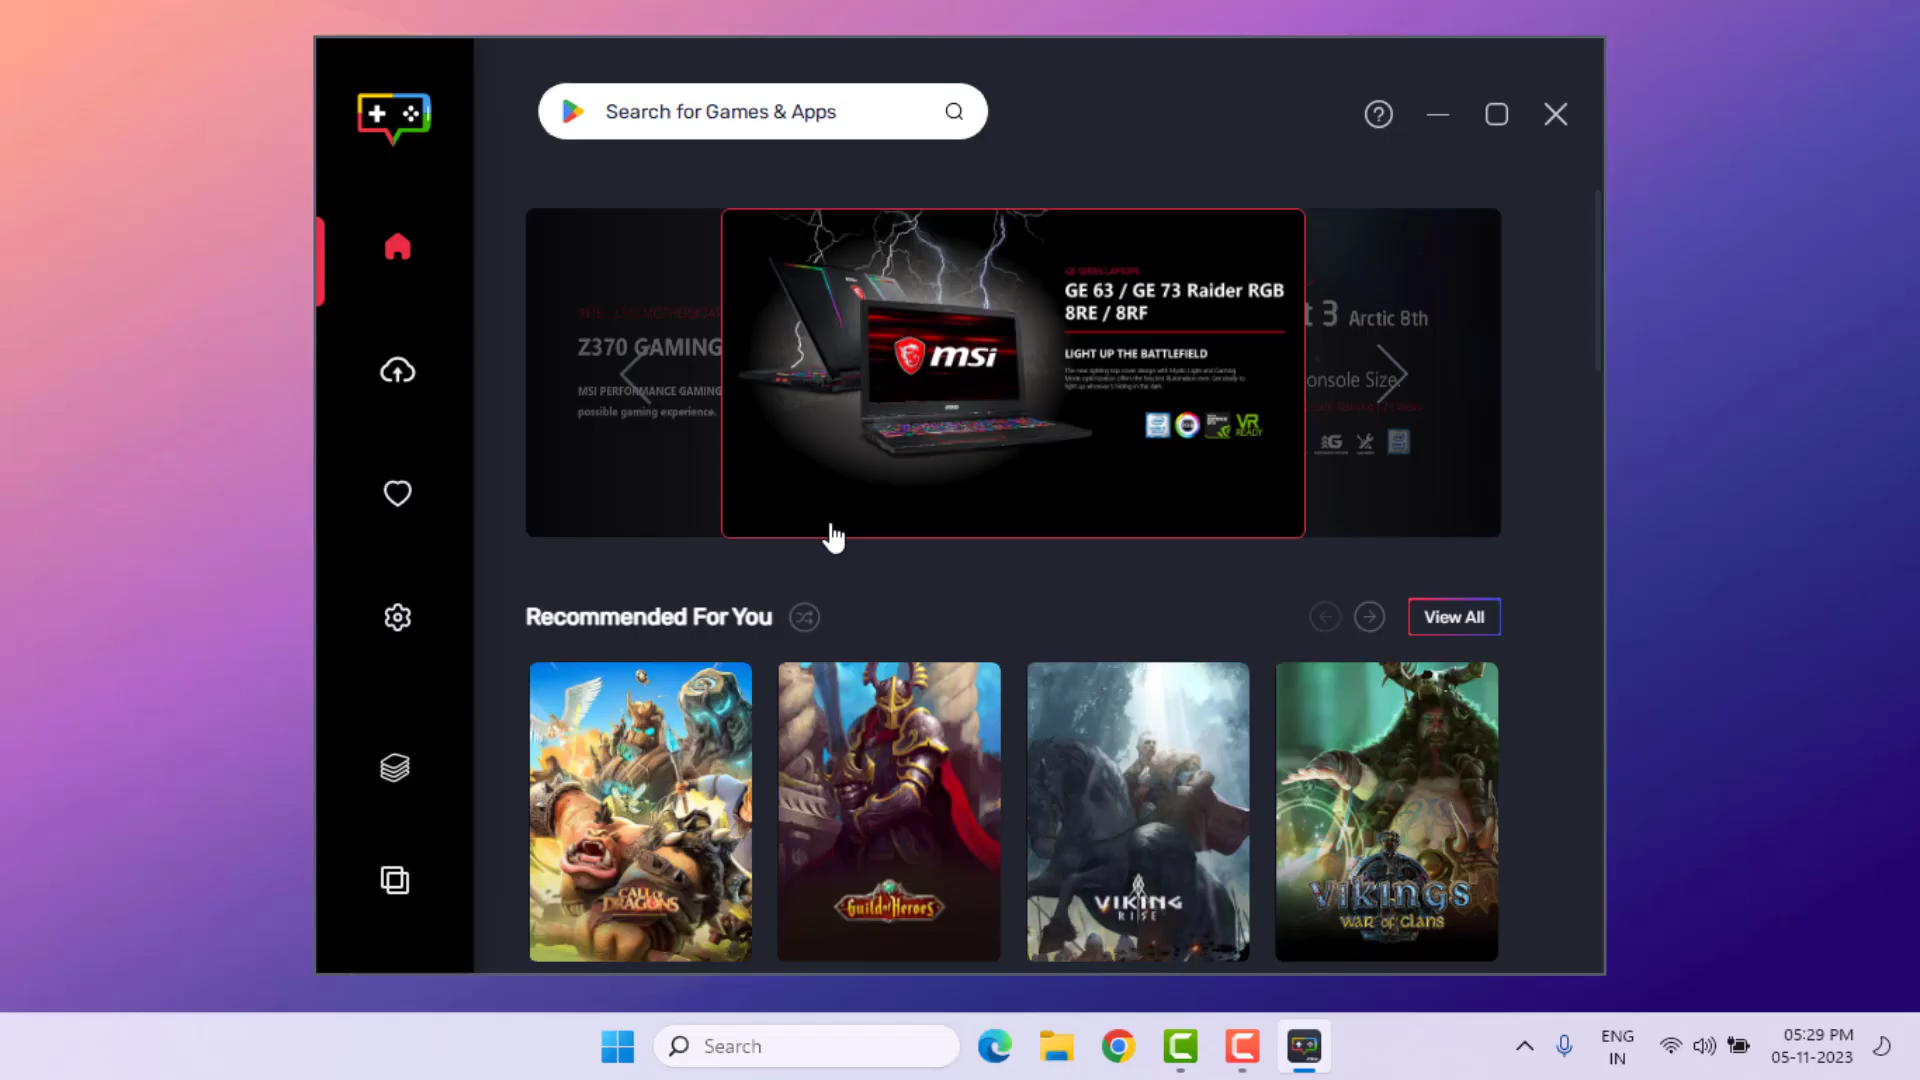 Search for Games & Apps
Z370 GAMING
MSI PERFORMANCE GAMING
possible gaming experience.
GE SERIES LAPTOPS
GE 63 / GE 73 Raider RGB
8RE / 8RF
LIGHT UP THE BATTLEFIELD
msi
VR
READY
t 3 Arctic 8th
onsole Size.
Recommended For You
View All
CALL OF
DRAGONS
Guild of Heroes
VIKING
RISE
VIKINGS
WAR OF CLANS
Search
ENG
IN
05:29 PM
05-11-2023